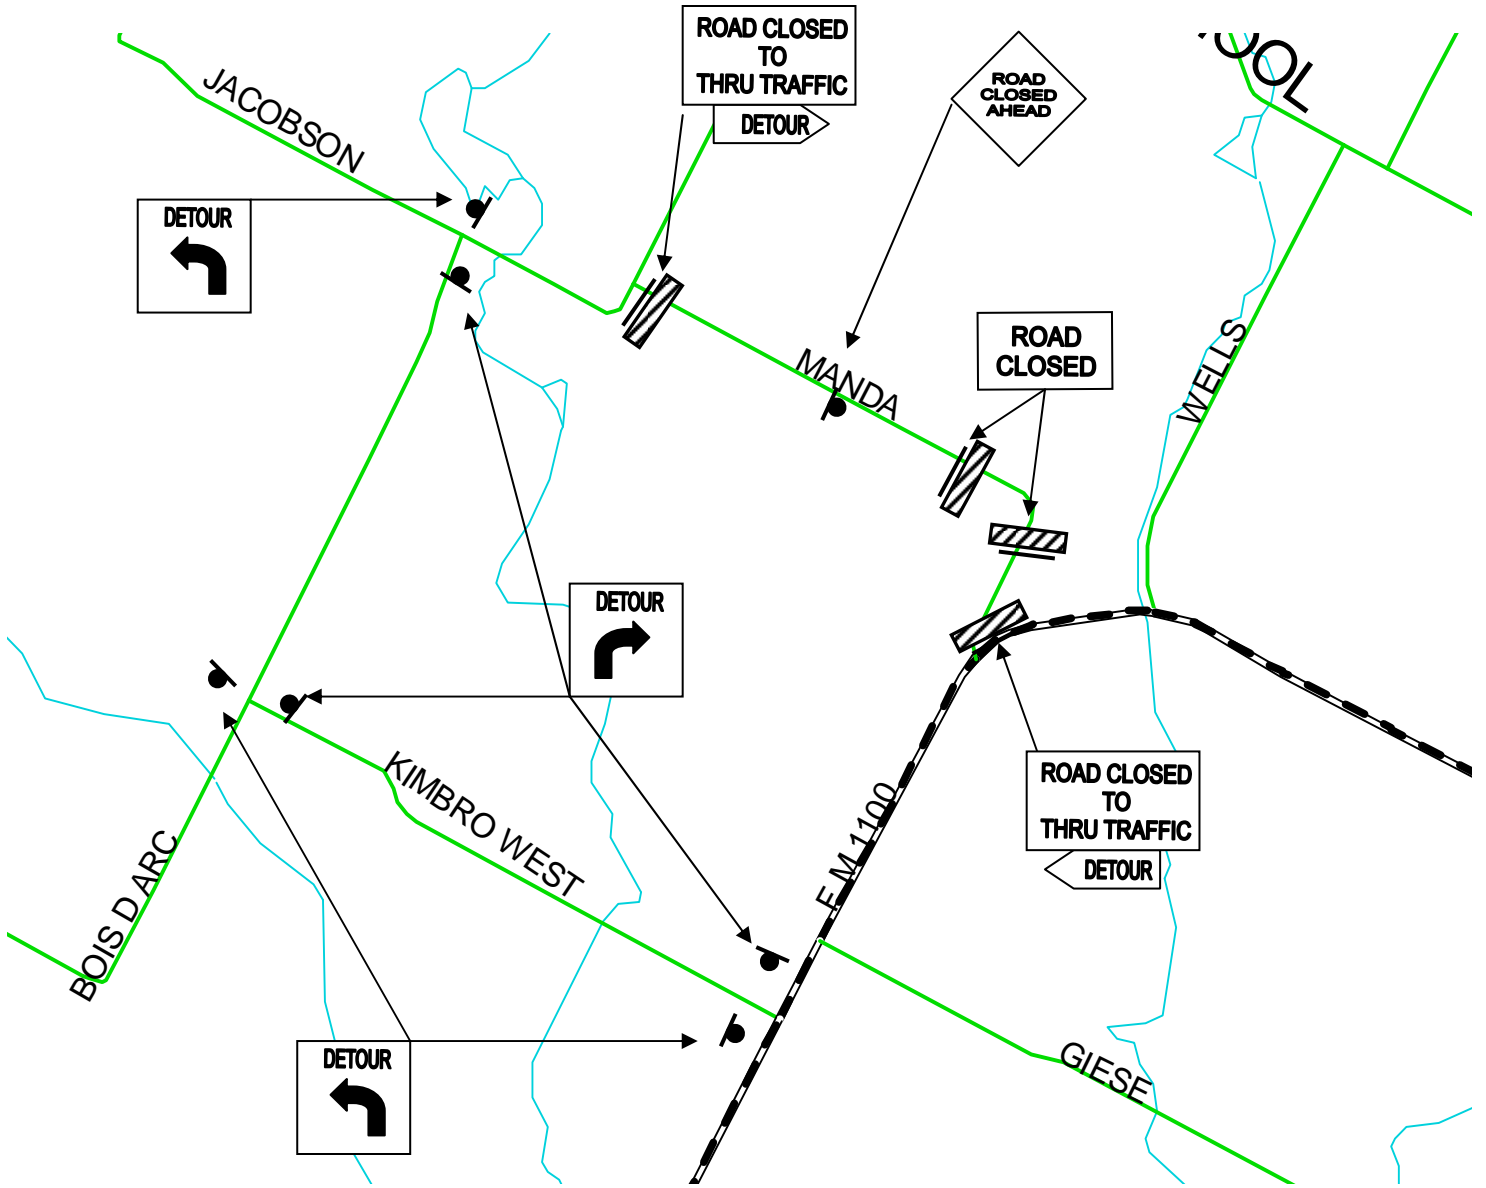 ROAD CLOSED
TO
THRU TRAFFIC
DETOUR
ROAD
CLOSED
AHEAD
OOL
JACOBSON
DETOUR
ROAD
CLOSED
MANDA
WELLS
DETOUR
KIMBRO WEST
ROAD CLOSED
TO
THRU TRAFFIC
DETOUR
F M 1100
BOIS D ARC
DETOUR
GIESE